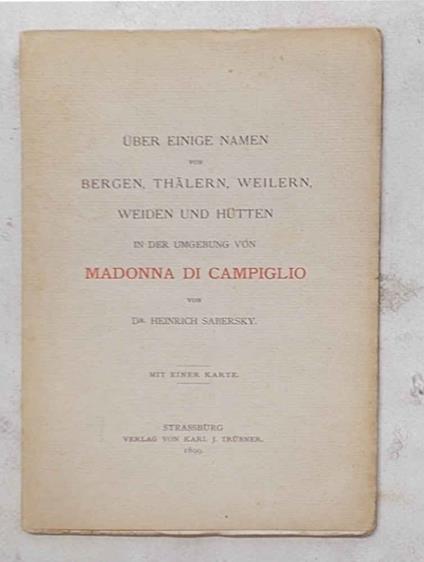 ÜBER EINIGE NAMEN
VON
BERGEN, THÄLERN, WEILERN,
WEIDEN UND HÜTTEN
IN DER UMGEBUNG VON
MADONNA DI CAMPIGLIO
VON
DR. HEINRICH SABERSKY.
MIT EINER KARTE.
STRASSBURG
VERLAG VON KARL J. TRÜBNER.
1899.